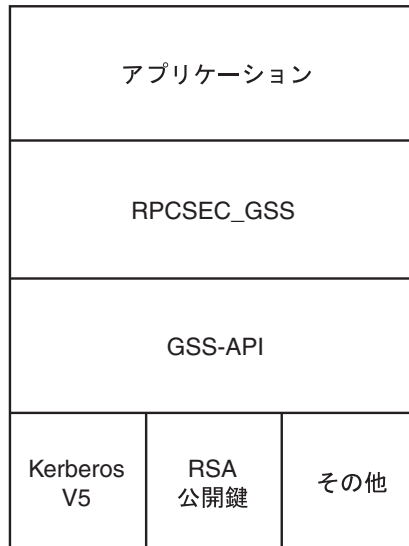 アプリケーション
RPCSEC_GSS
GSS-API
Kerberos
V5
RSA
公開鍵
その他